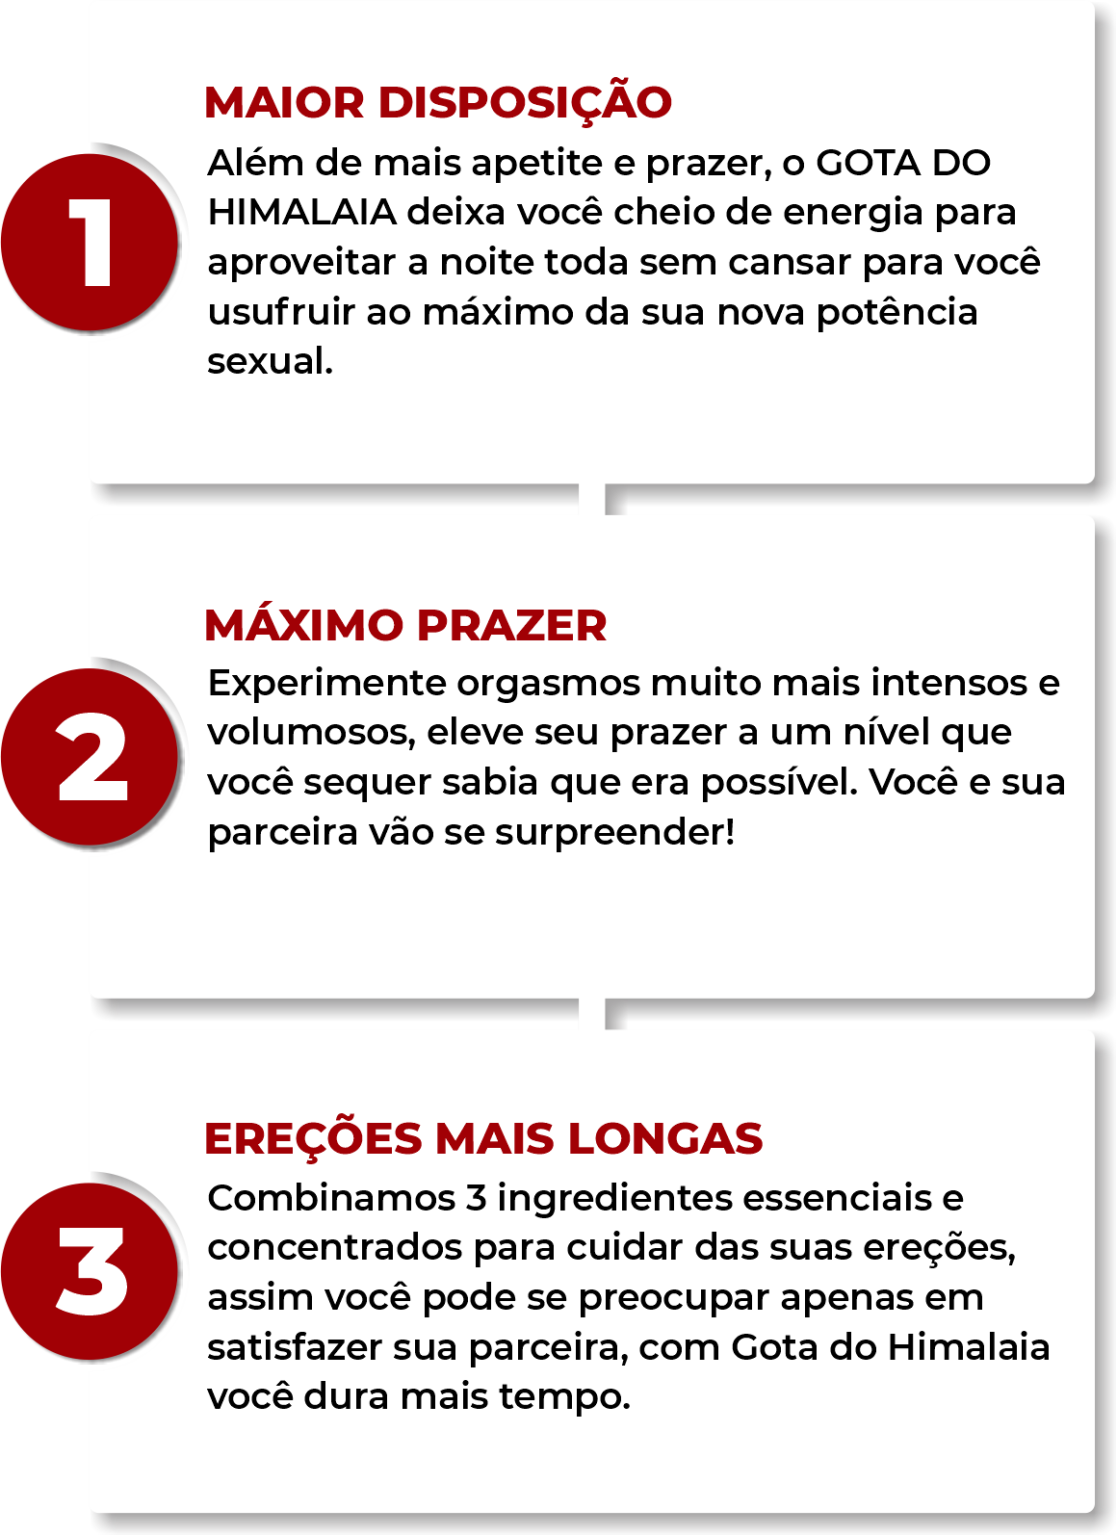 MAIOR DISPOSIÇÃO
Além de mais apetite e prazer, o GOTA DO
HIMALAIA deixa você cheio de energia para
aproveitar a noite toda sem cansar para você
usufruir ao máximo da sua nova potência
sexual.
1
MÁXIMO PRAZER
Experimente orgasmos muito mais intensos e
volumosos, eleve seu prazer a um nível que
você sequer sabia que era possível. Você e sua
parceira vão se surpreender!
2
EREÇÕES MAIS LONGAS
Combinamos 3 ingredientes essenciais e
concentrados para cuidar das suas ereções,
assim você pode se preocupar apenas em
satisfazer sua parceira, com Gota do Himalaia
você dura mais tempo.
3